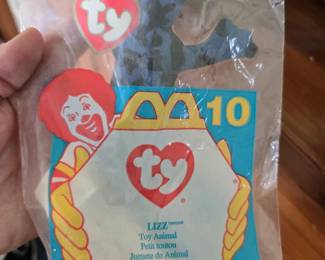 ty
10
ty
LIZZ
Toy Animal
Petit toutou
Juguete de Animal